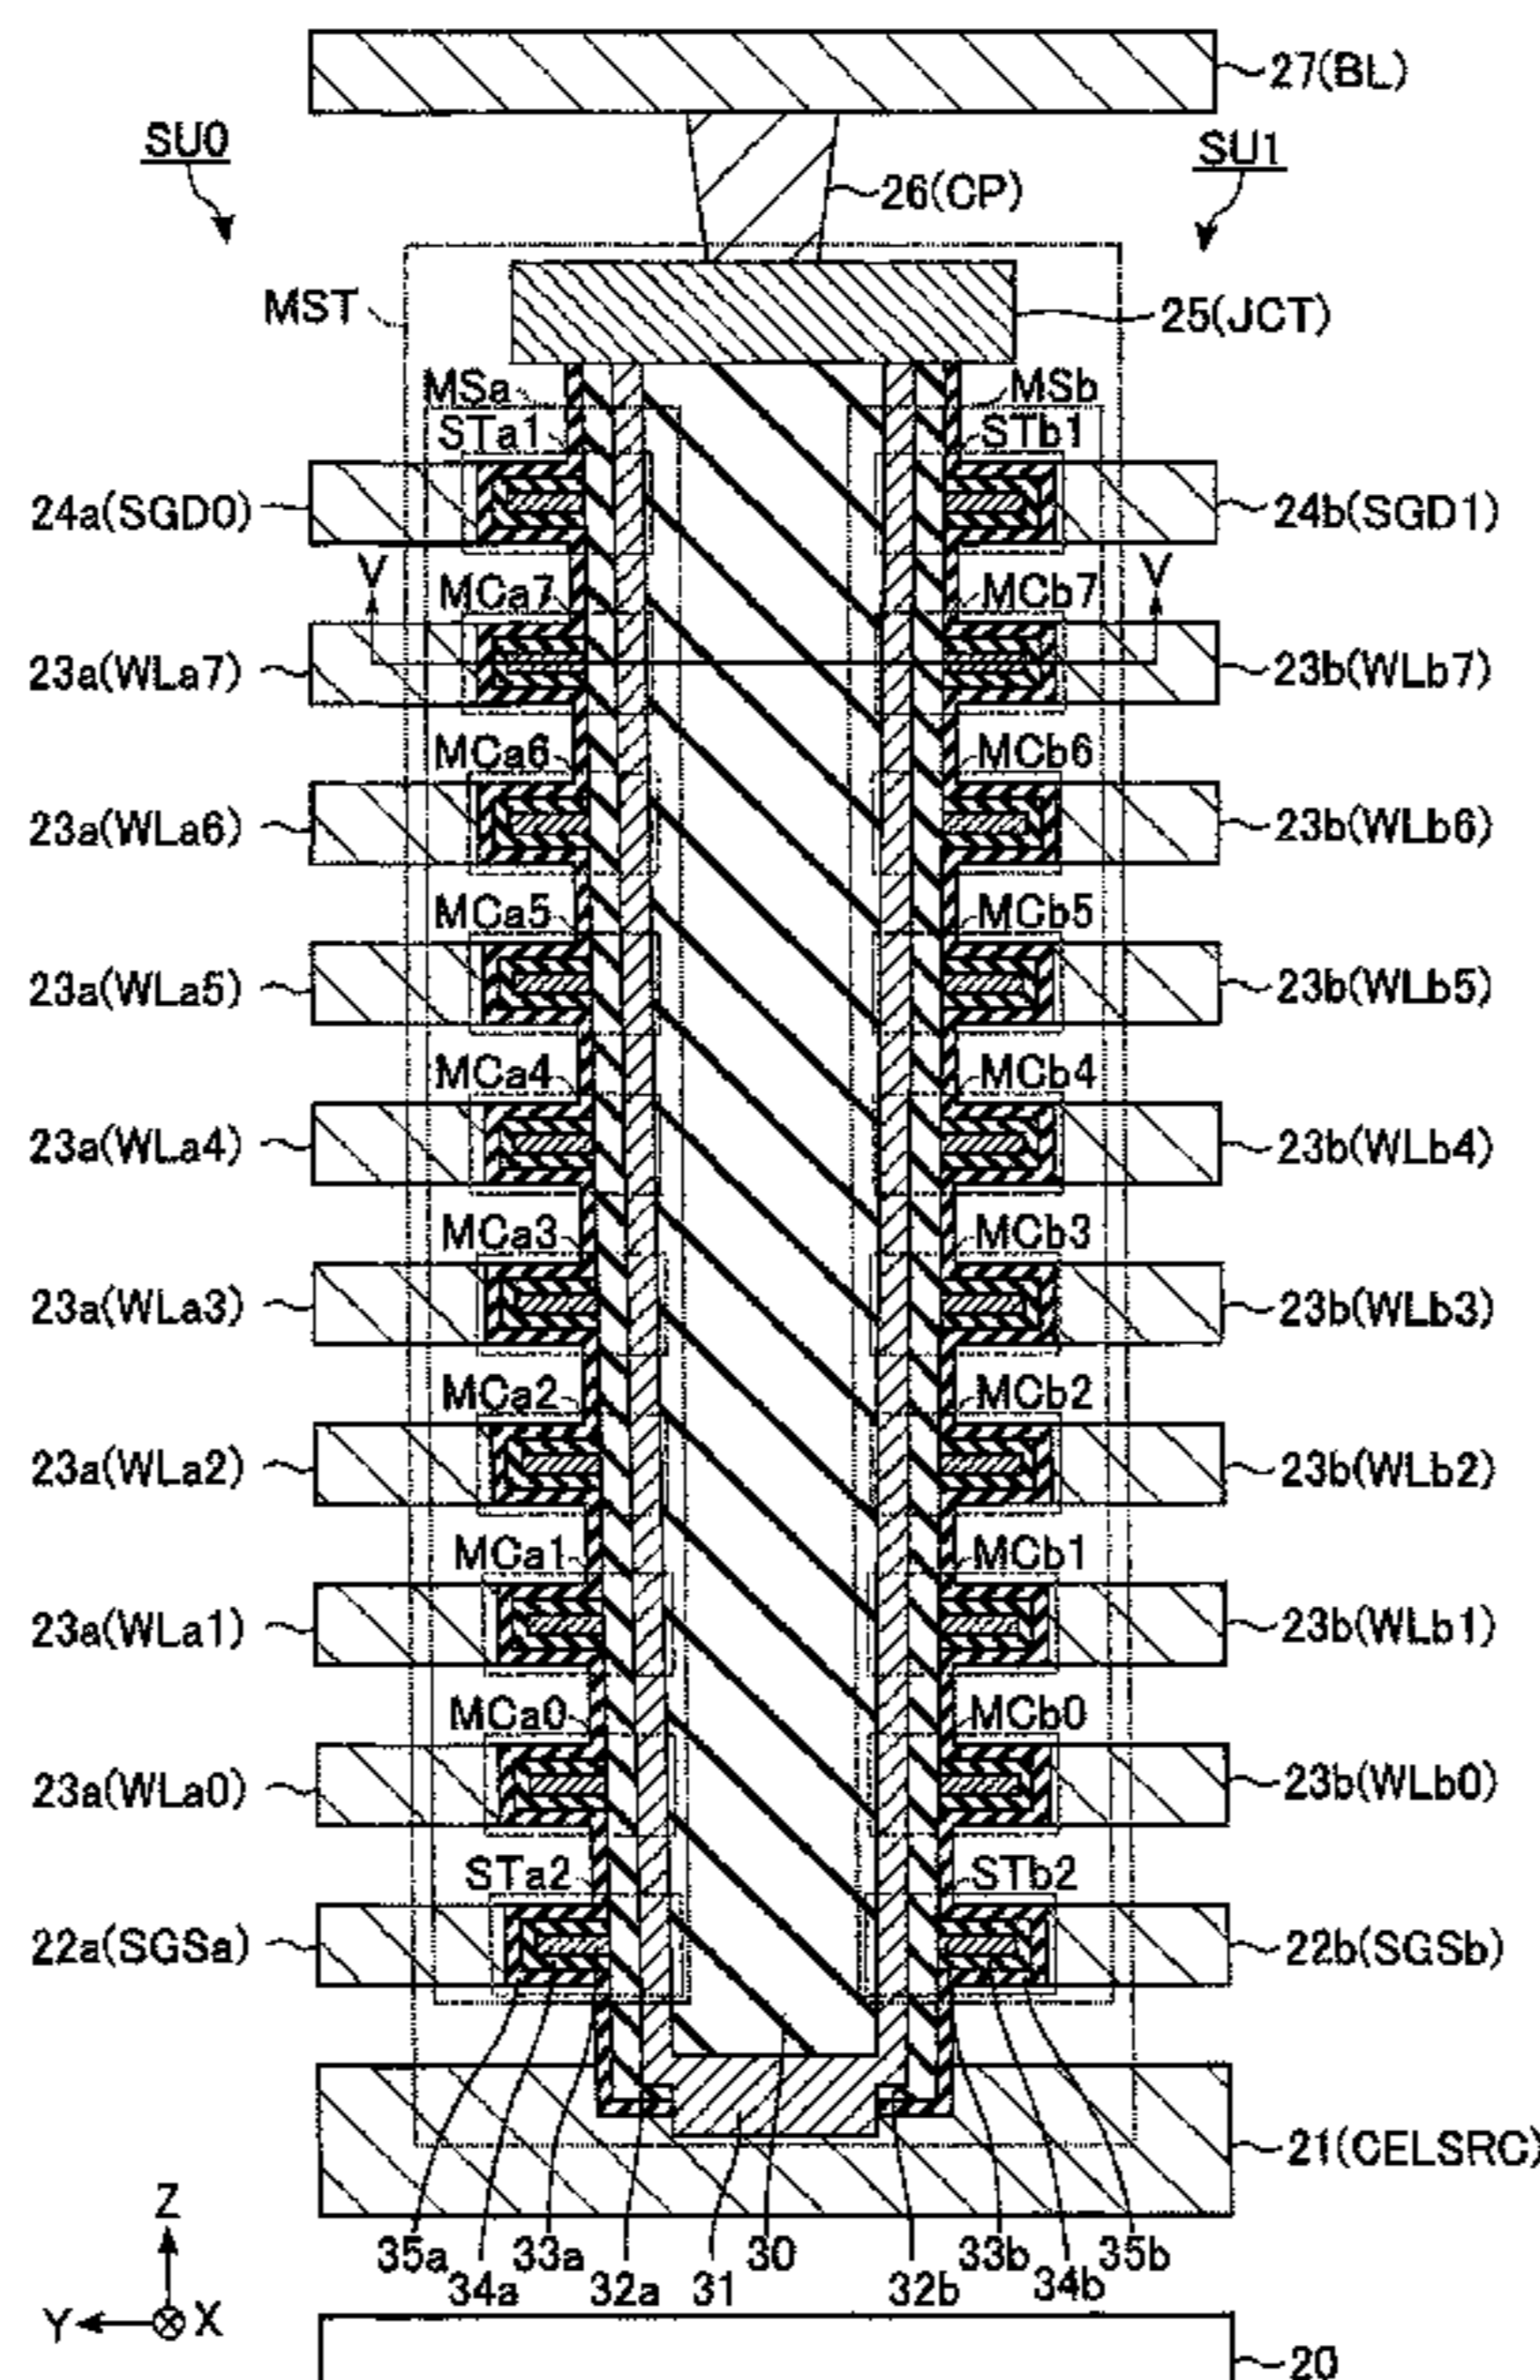 27(BL)
SU0
SU1
26(CP)
MST
25(JCT)
MSa
MSb
STa1
STb1
24a(SGD0)
24b(SGD1)
V
V
MCa7
MCb7
23a(WLa7)
23b(WLb7)
MCa6
MCb6
23a(WLa6)
23b(WLb6)
MCa5
MCb5
23a(WLa5)
23b(WLb5)
MCa4
MCb4
23a(WLa4)
23b(WLb4)
MCa3
MCb3
23a(WLa3)
23b(WLb3)
MCa2
MCb2
23a(WLa2)
23b(WLb2)
MCa1
MCb1
23a(WLa1)
23b(WLb1)
MCa0
MCb0
23a(WLa0)
23b(WLb0)
STa2
STb2
22a(SGSa)
22b(SGSb)
21(CELSRC)
35a
34a
33a
32a
31
30
32b
33b
34b
35b
Z
Y
X
20